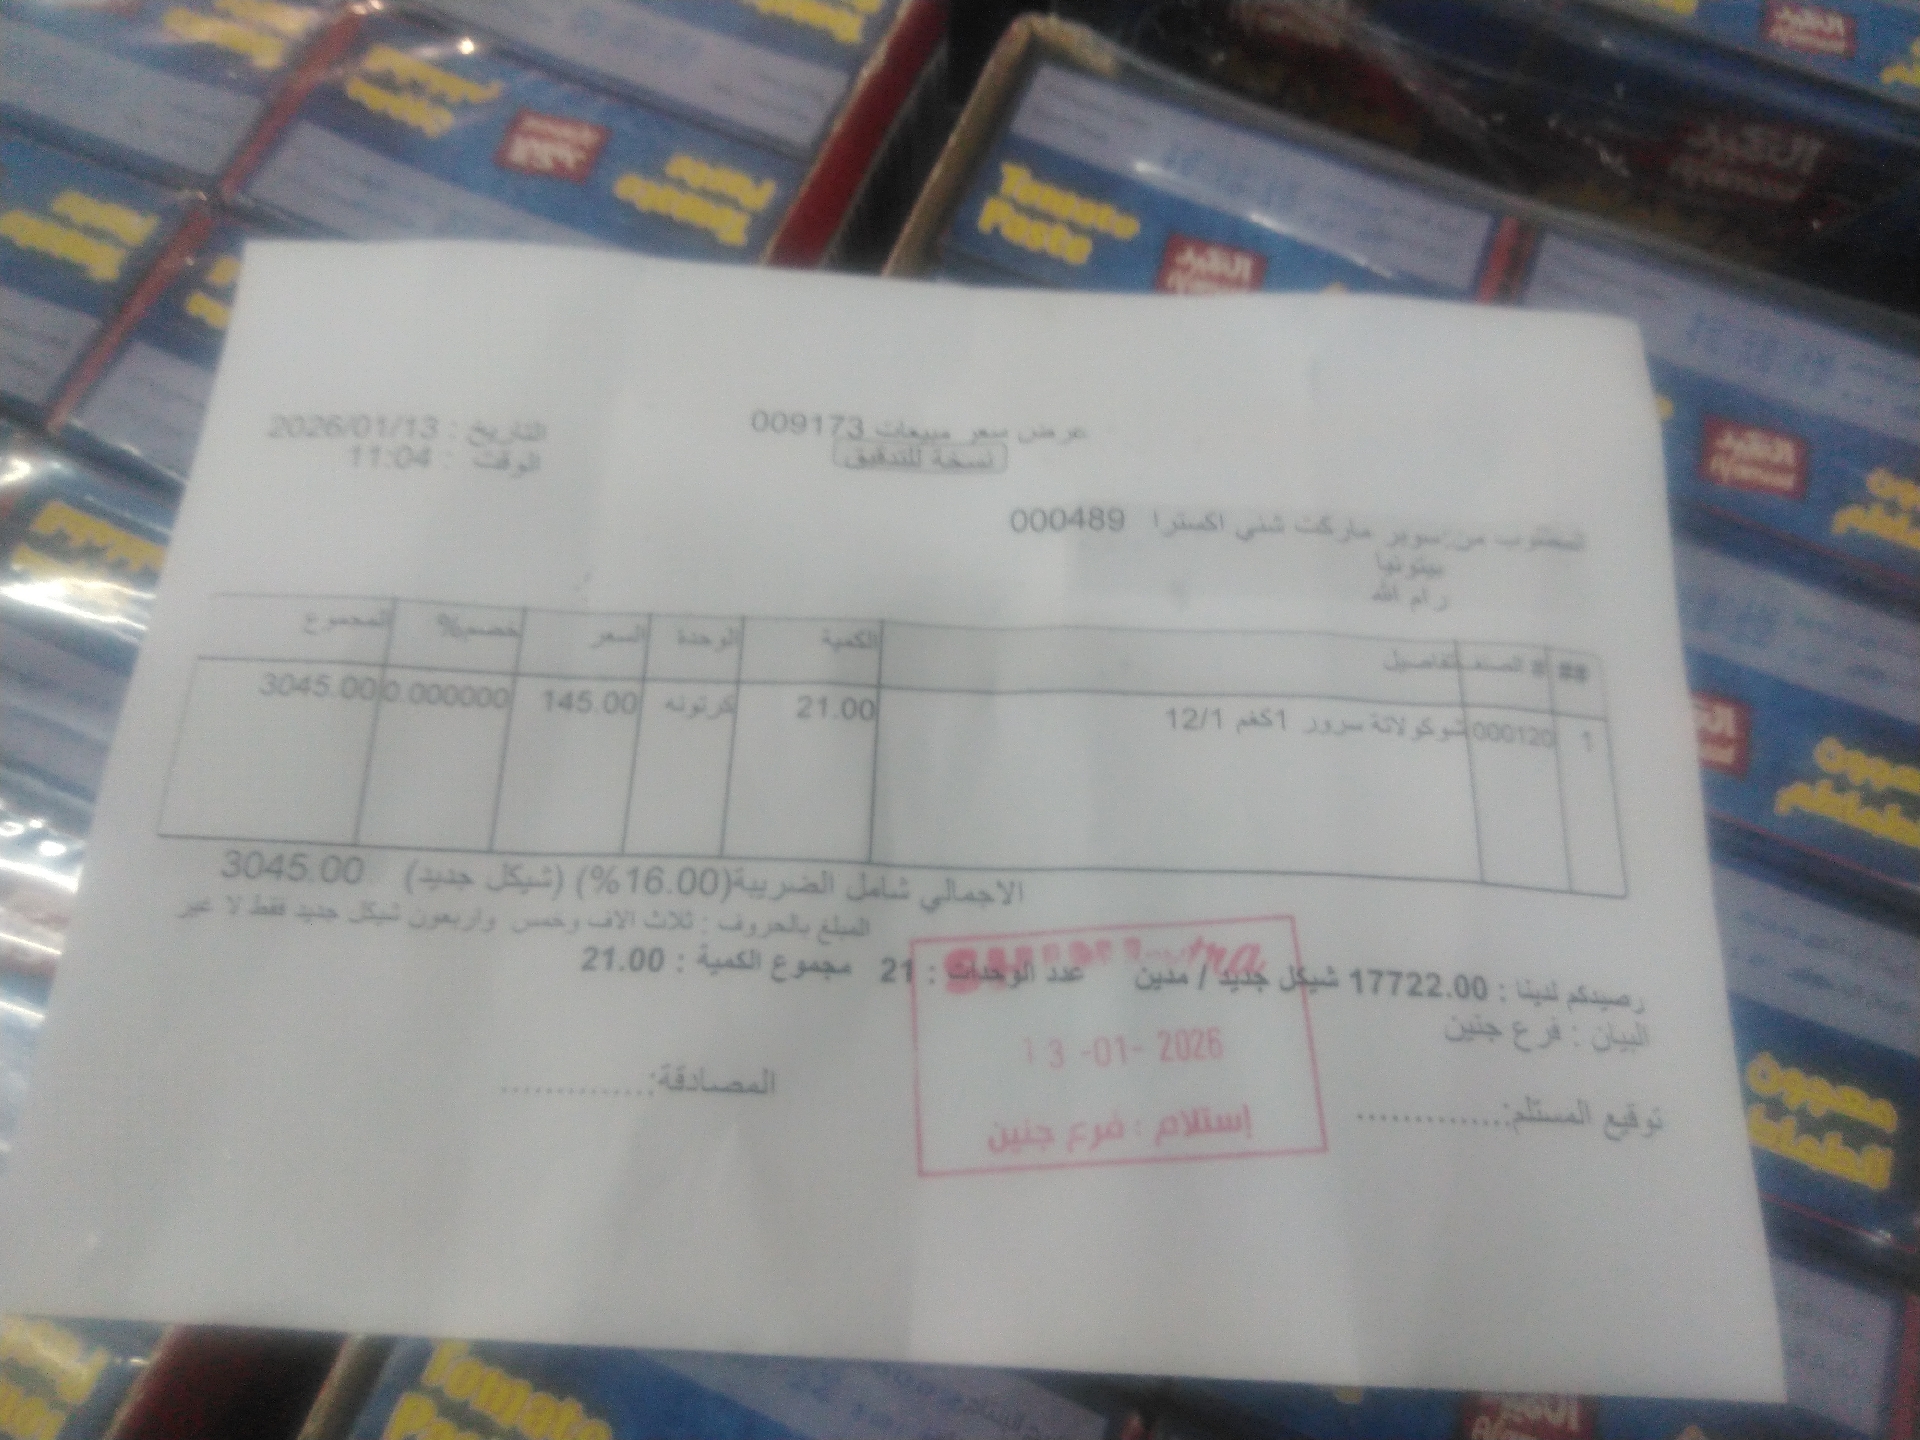 عرض سعر مبيعات 009173
نسخة للتدقيق
التاريخ : 2026/01/13
الوقت : 11:04
المطلوب من: سوبر ماركت شني اكسترا 000489
بيتونيا
رام الله
## # الصنف تفاصيل الكمية الوحدة السعر خصم% المجموع
1 000120 شوكولاتة سرور 1كغم 12/1 21.00 كرتونه 145.00 0.000000 3045.00
الاجمالي شامل الضريبة(16.00%) (شيكل جديد) 3045.00
المبلغ بالحروف : ثلاث الاف وخمس واربعون شيكل جديد فقط لا غير
رصيدكم لدينا : 17722.00 شيكل جديد / مدين عدد الوحدات : 21 مجموع الكمية : 21.00
البيان : فرع جنين
13 -01- 2026
إستلام : فرع جنين
توقيع المستلم:............. المصادقة:.............
Tomato
Paste
النقيب
معجون
الطماطم